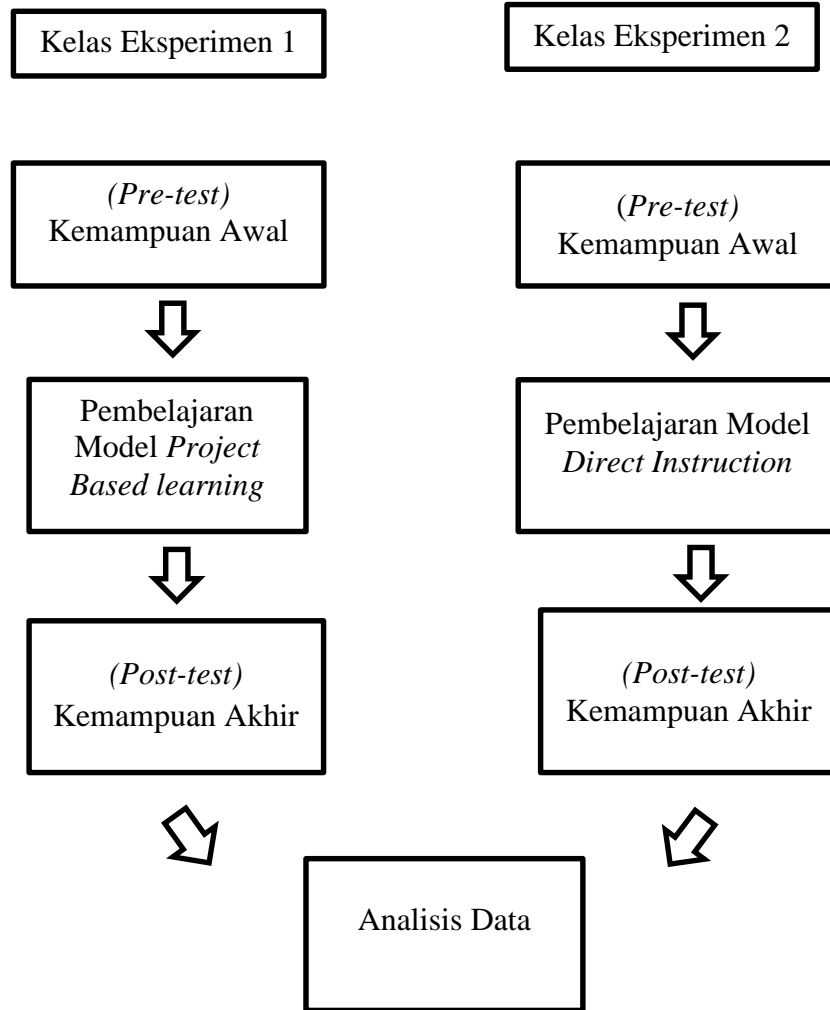 Kelas Eksperimen 1
Kelas Eksperimen 2
(Pre-test)
Kemampuan Awal
(Pre-test)
Kemampuan Awal
Pembelajaran
Model Project
Based learning
Pembelajaran Model
Direct Instruction
(Post-test)
Kemampuan Akhir
(Post-test)
Kemampuan Akhir
Analisis Data